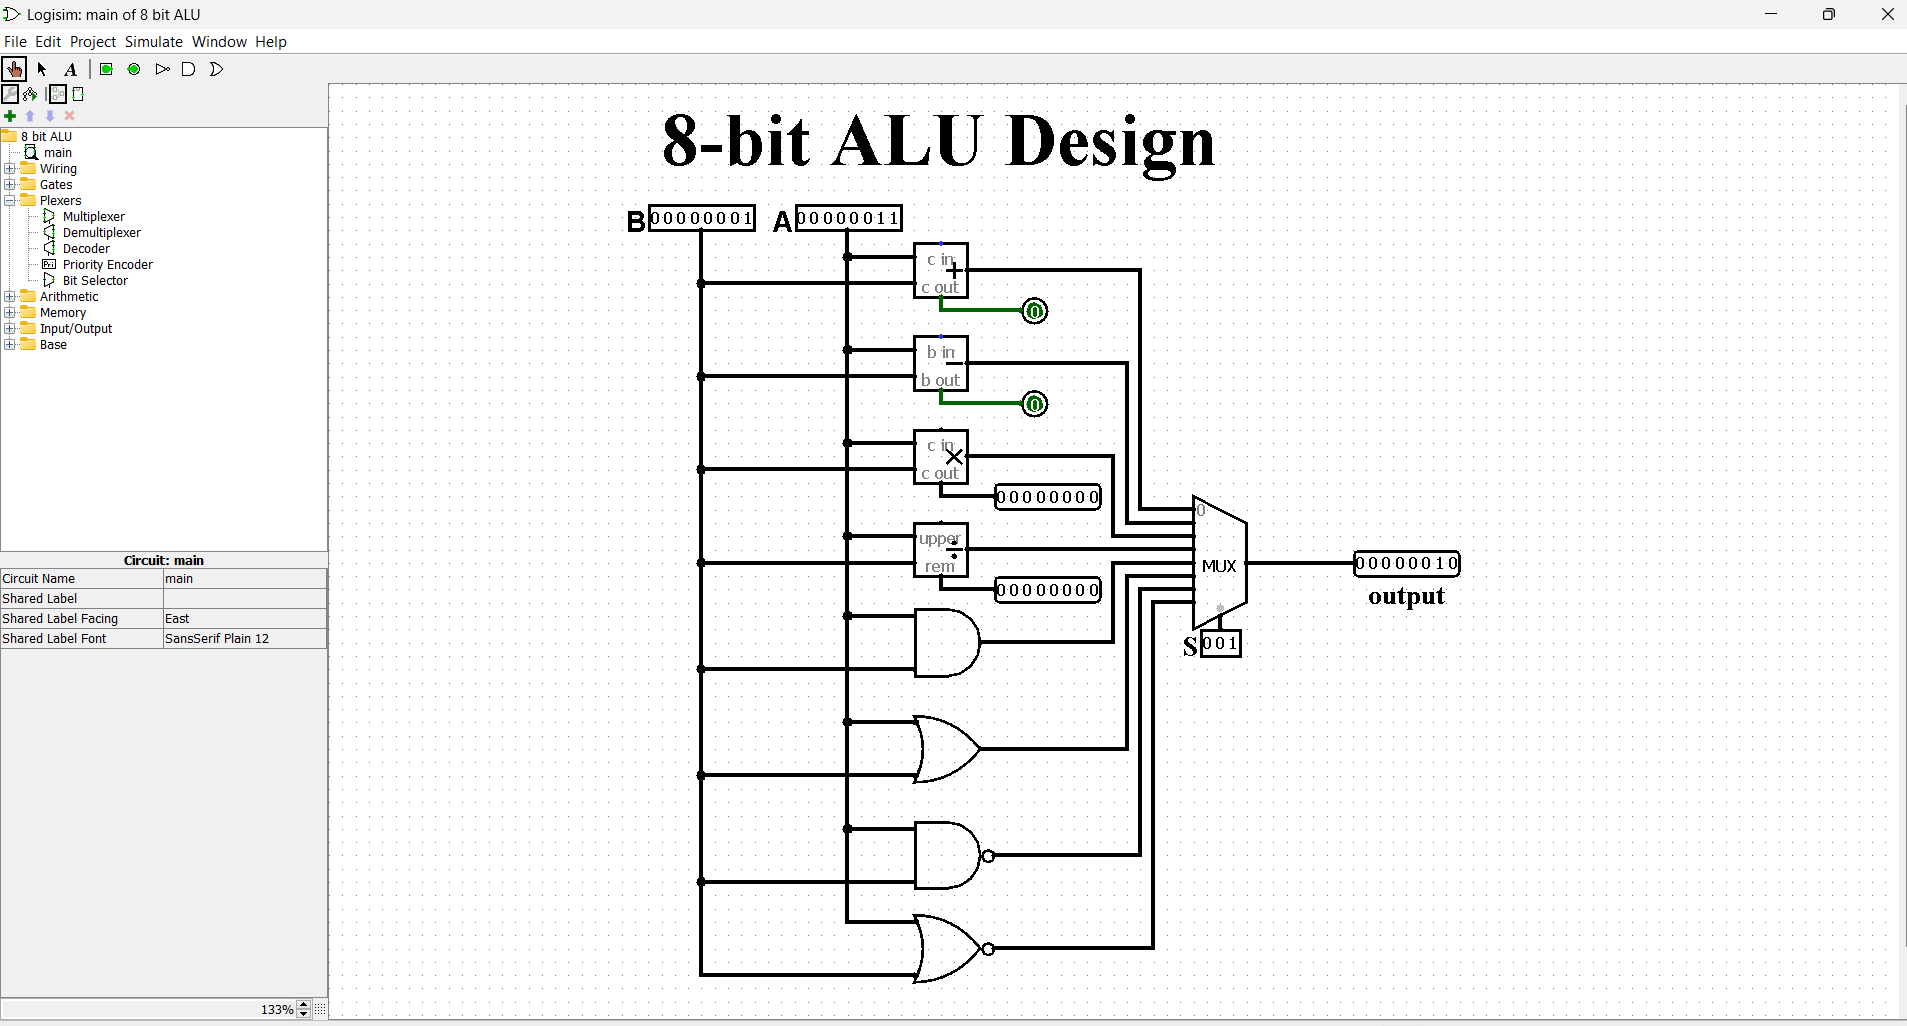 Logisim: main of 8 bit ALU
File Edit Project Simulate Window Help
A
8 bit ALU
main
Wiring
Gates
Plexers
Multiplexer
Demultiplexer
Decoder
Pri Priority Encoder
Bit Selector
Arithmetic
Memory
Input/Output
Base
Circuit: main
Circuit Name main
Shared Label
Shared Label Facing East
Shared Label Font SansSerif Plain 12
133%
8-bit ALU Design
B 00000001 A 00000011
c in
+
c out
0
b in
−
b out
0
c in
×
c out
00000000
upper
÷
rem
00000000
0
MUX
S 001
00000010
output